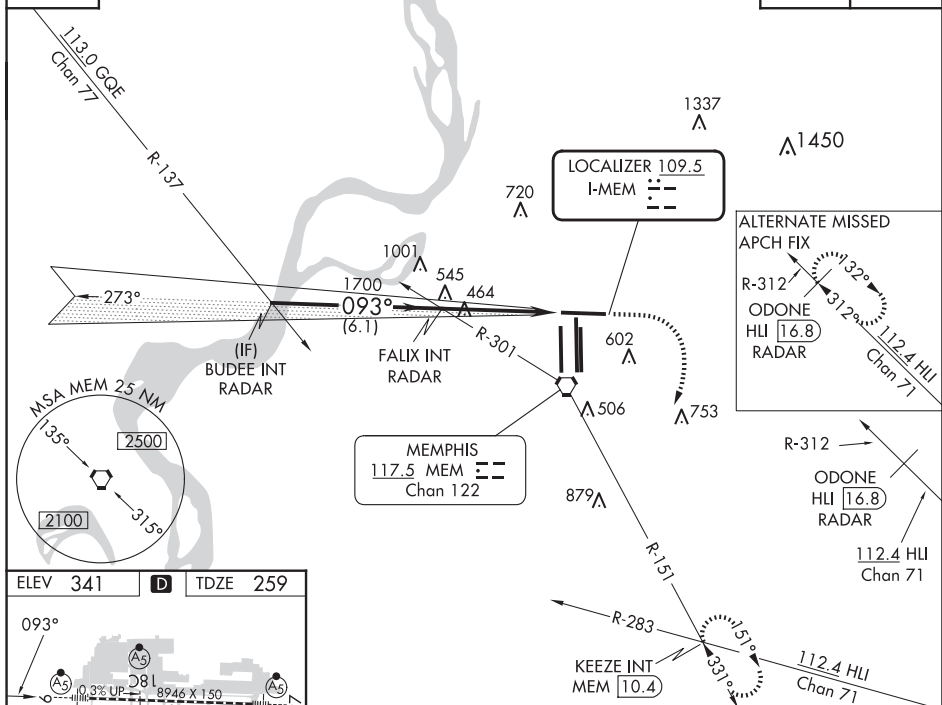 113.0 GQE
Chan 77
R-137
1337
1450
LOCALIZER 109.5
I-MEM
720
ALTERNATE MISSED
APCH FIX
R-312
132°
312°
ODONE
HLI 16.8
RADAR
112.4 HLI
Chan 71
1001
545
464
1700
093°
(6.1)
273°
(IF)
BUDEE INT
RADAR
FALIX INT
RADAR
R-301
602
506
753
MSA MEM 25 NM
135°
2500
2100
315°
MEMPHIS
117.5 MEM
Chan 122
879
R-312
ODONE
HLI 16.8
RADAR
112.4 HLI
Chan 71
R-151
R-283
KEEZE INT
MEM 10.4
151°
331°
112.4 HLI
Chan 71
ELEV 341
D
TDZE 259
093°
A5
A5
A5
18C
0.3% UP
8946 X 150
9